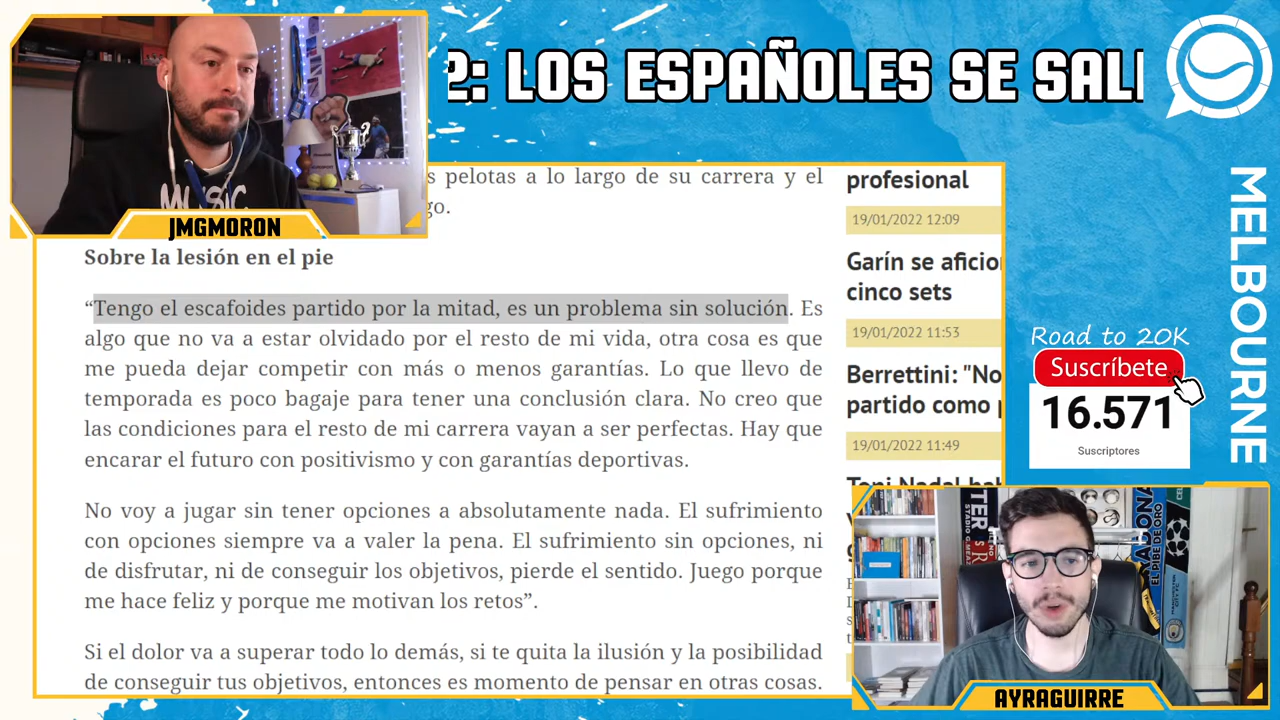 2: LOS ESPAÑOLES SE SALI
MUSIC
JMGMORON
s pelotas a lo largo de su carrera y el
go.
Sobre la lesión en el pie
“Tengo el escafoides partido por la mitad, es un problema sin solución. Es
algo que no va a estar olvidado por el resto de mi vida, otra cosa es que
me pueda dejar competir con más o menos garantías. Lo que llevo de
temporada es poco bagaje para tener una conclusión clara. No creo que
las condiciones para el resto de ni carrera vayan a ser perfectas. Hay que
encarar el futuro con positivismo y con garantías deportivas.
No voy a jugar sin tener opciones a absolutamente nada. El sufrimiento
con opciones siempre va a valer la pena. El sufrimiento sin opciones, ni
de disfrutar, ni de conseguir los objetivos, pierde el sentido. Juego porque
me hace feliz y porque me motivan los retos”.
Si el dolor va a superar todo lo demás, si te quita la ilusión y la posibilidad
de conseguir tus objetivos, entonces es momento de pensar en otras cosas.
profesional
19/01/2022 12:09
Garín se aficio
cinco sets
19/01/2022 11:53
Berrettini: "No
partido como
19/01/2022 11:49
Toni Nadal hab
MELBOURNE
Road to 20K
Suscríbete
16.571
Suscriptores
EL PIBE DE ORO
AYRAGUIRRE